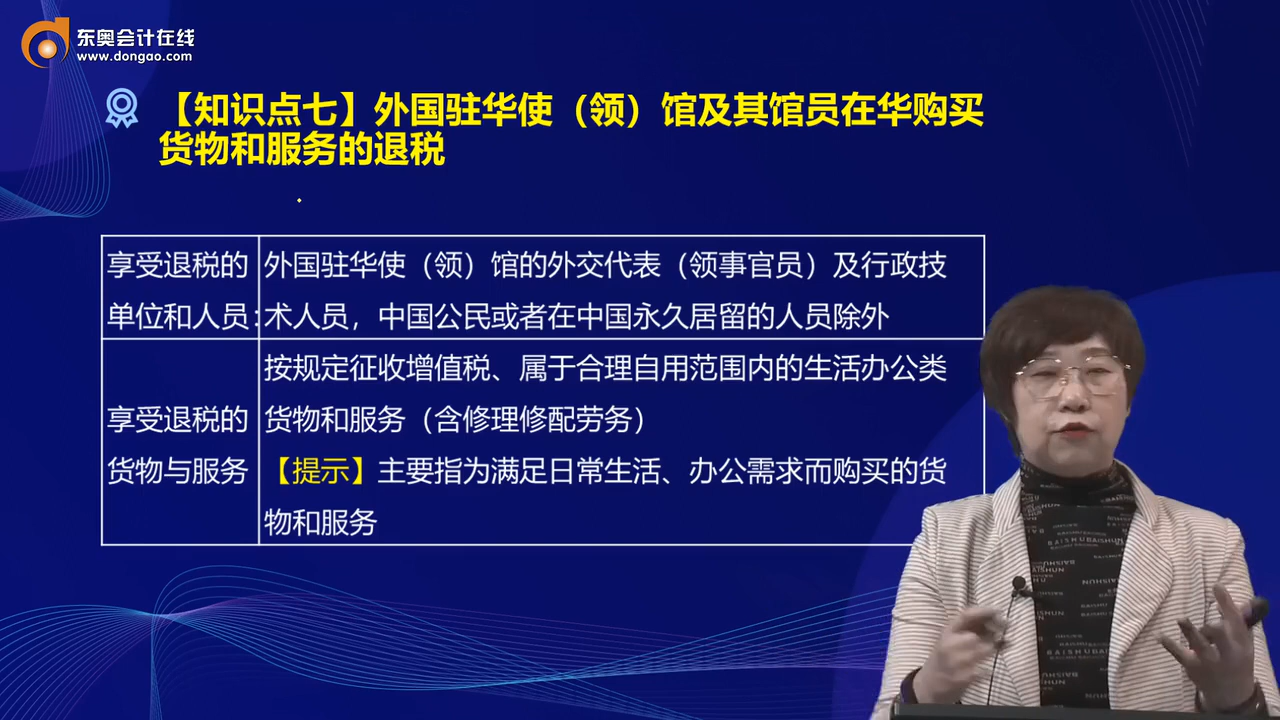 东奥会计在线
www.dongao.com
【知识点七】外国驻华使（领）馆及其馆员在华购买
货物和服务的退税
享受退税的
单位和人员:
外国驻华使（领）馆的外交代表（领事官员）及行政技
术人员，中国公民或者在中国永久居留的人员除外
享受退税的
货物与服务
按规定征收增值税、属于合理自用范围内的生活办公类
货物和服务（含修理修配劳务）
【提示】主要指为满足日常生活、办公需求而购买的货
物和服务
BAISHUN